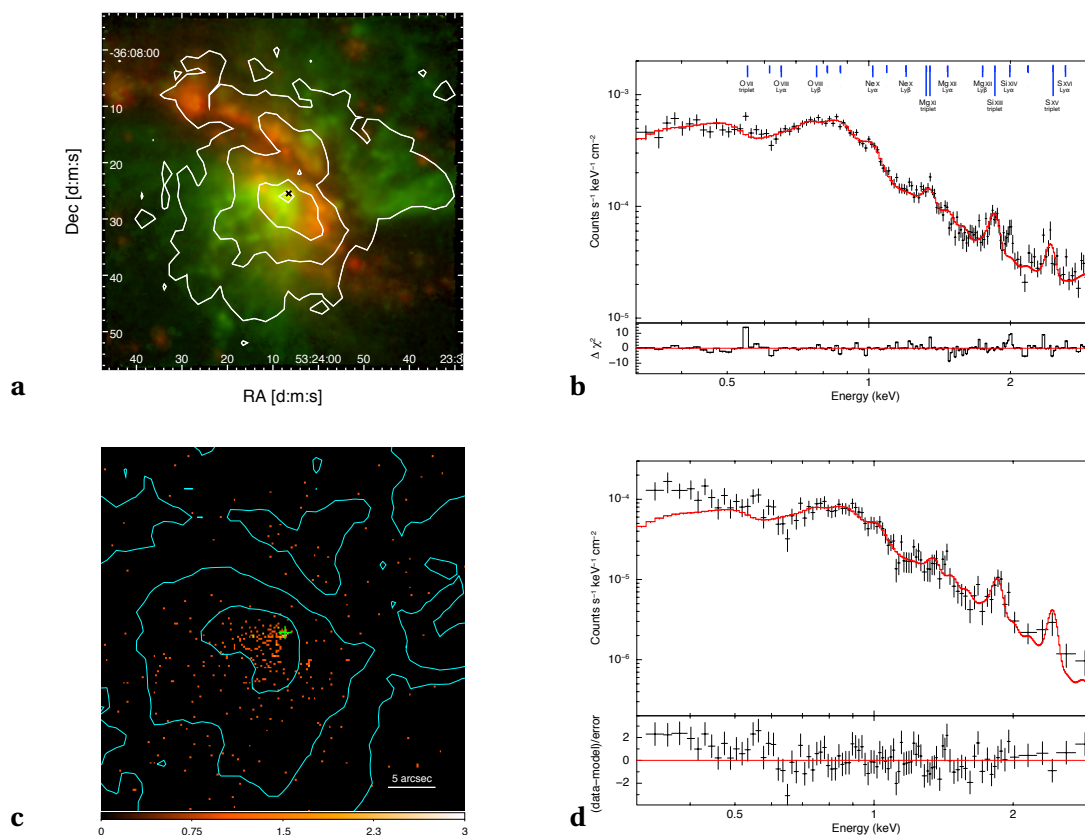 -36:08:00
10
20
30
40
50
Dec [d:m:s]
40
30
20
10
53:24:00
50
40
23:3
RA [d:m:s]
a
O VII
triplet
O VIII
Lyα
O VIII
Lyβ
Ne X
Lyα
Ne X
Lyβ
Mg XI
triplet
Mg XII
Lyα
Mg XII
Lyβ
Si XIII
triplet
Si XIV
Lyα
S XV
triplet
S XVI
Lyα
10⁻³
10⁻⁴
10⁻⁵
Counts s⁻¹ keV⁻¹ cm⁻²
10
0
−10
Δ χ²
0.5
1
2
Energy (keV)
b
5 arcsec
0
0.75
1.5
2.3
3
c
10⁻⁴
10⁻⁵
10⁻⁶
Counts s⁻¹ keV⁻¹ cm⁻²
2
0
−2
(data−model)/error
0.5
1
2
Energy (keV)
d